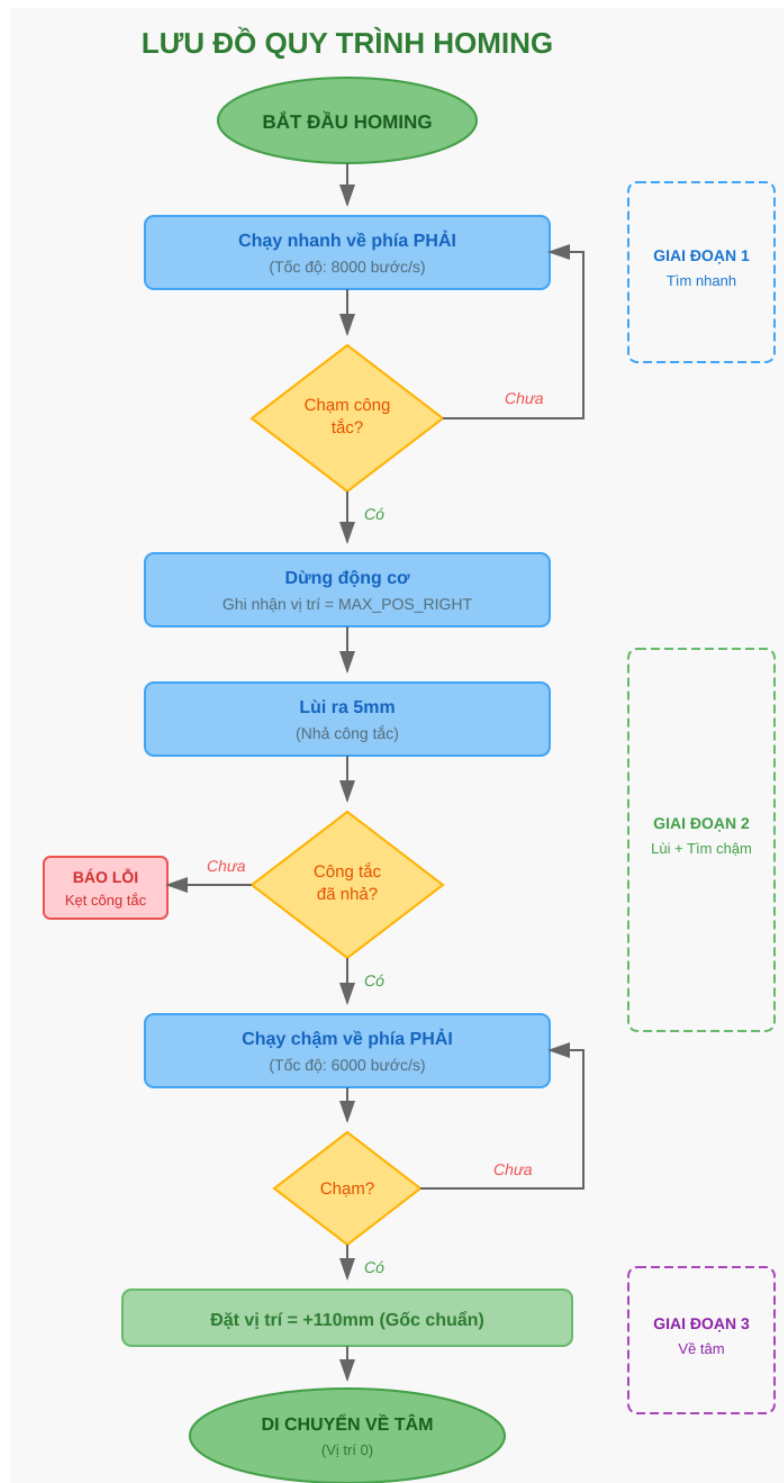 LƯU ĐỒ QUY TRÌNH HOMING
BẮT ĐẦU HOMING
Chạy nhanh về phía PHẢI
(Tốc độ: 8000 bước/s)
GIAI ĐOẠN 1
Tìm nhanh
Chạm công
tắc?
Chưa
Có
Dừng động cơ
Ghi nhận vị trí = MAX_POS_RIGHT
Lùi ra 5mm
(Nhả công tắc)
GIAI ĐOẠN 2
Lùi + Tìm chậm
Công tắc
đã nhả?
Chưa
BÁO LỖI
Kẹt công tắc
Có
Chạy chậm về phía PHẢI
(Tốc độ: 6000 bước/s)
Chạm?
Chưa
Có
Đặt vị trí = +110mm (Gốc chuẩn)
GIAI ĐOẠN 3
Về tâm
DI CHUYỂN VỀ TÂM
(Vị trí 0)